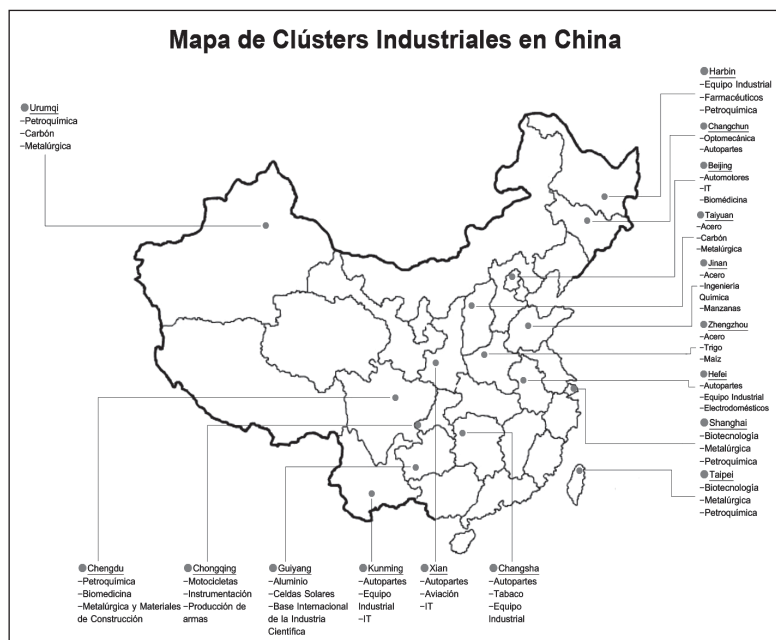 Mapa de Clústers Industriales en China
Urumqi
-Petroquímica
-Carbón
-Metalúrgica
Harbin
-Equipo Industrial
-Farmacéuticos
-Petroquímica
Changchun
-Optomecánica
-Autopartes
Beijing
-Automotores
-IT
-Biomédicina
Taiyuan
-Acero
-Carbón
-Metalúrgica
Jinan
-Acero
-Ingeniería
Química
-Manzanas
Zhengzhou
-Acero
-Trigo
-Maíz
Hefei
-Autopartes
-Equipo Industrial
-Electrodomésticos
Shanghai
-Biotecnología
-Metalúrgica
-Petroquímica
Taipei
-Biotecnología
-Metalúrgica
-Petroquímica
Chengdu
-Petroquímica
-Biomedicina
-Metalúrgica y Materiales
de Construcción
Chongqing
-Motocicletas
-Instrumentación
-Producción de
armas
Guiyang
-Aluminio
-Celdas Solares
-Base Internacional
de la Industria
Científica
Kunming
-Autopartes
-Equipo
Industrial
-IT
Xian
-Autopartes
-Aviación
-IT
Changsha
-Autopartes
-Tabaco
-Equipo
Industrial